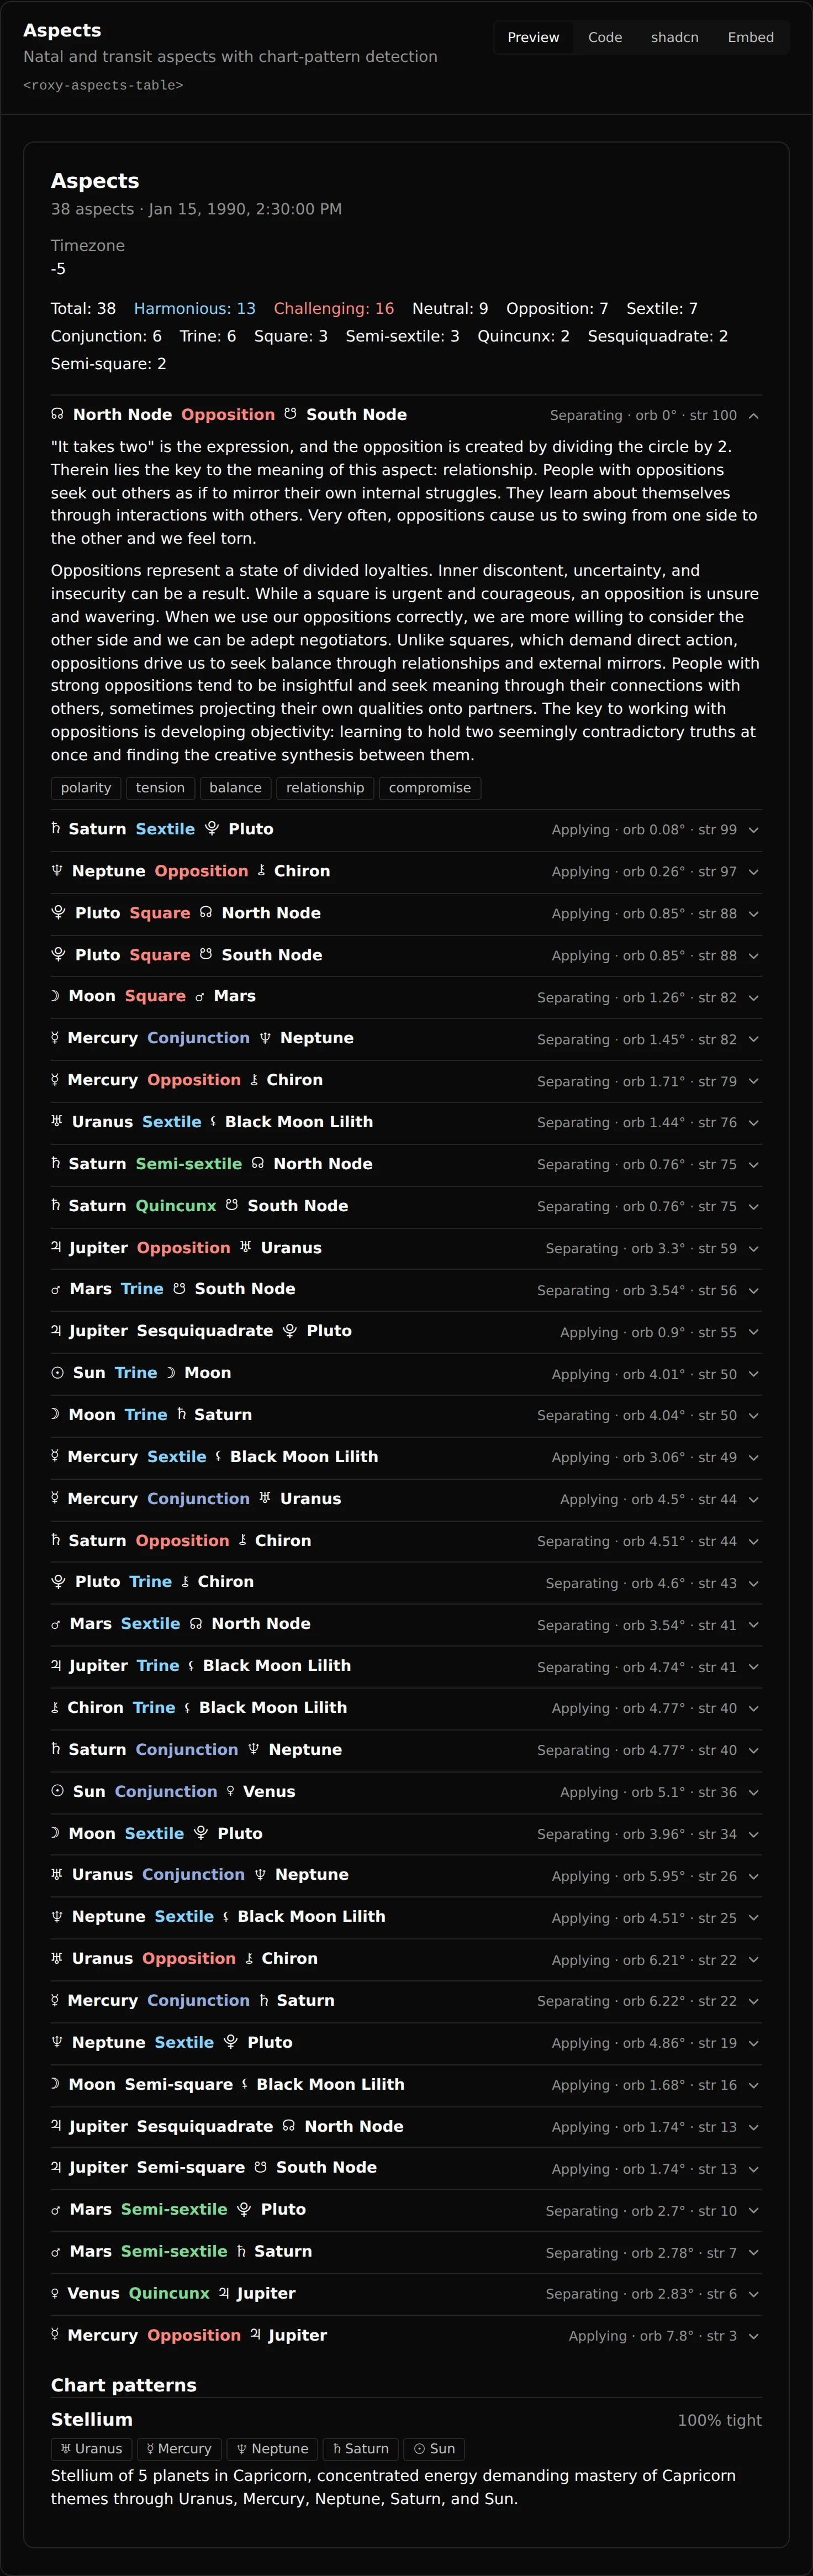 Aspects
Natal and transit aspects with chart-pattern detection
<roxy-aspects-table>
Preview Code shadcn Embed
Aspects
38 aspects · Jan 15, 1990, 2:30:00 PM
Timezone
-5
Total: 38 Harmonious: 13 Challenging: 16 Neutral: 9 Opposition: 7 Sextile: 7
Conjunction: 6 Trine: 6 Square: 3 Semi-sextile: 3 Quincunx: 2 Sesquiquadrate: 2
Semi-square: 2
☊ North Node Opposition ☋ South Node Separating · orb 0° · str 100
"It takes two" is the expression, and the opposition is created by dividing the circle by 2.
Therein lies the key to the meaning of this aspect: relationship. People with oppositions
seek out others as if to mirror their own internal struggles. They learn about themselves
through interactions with others. Very often, oppositions cause us to swing from one side to
the other and we feel torn.
Oppositions represent a state of divided loyalties. Inner discontent, uncertainty, and
insecurity can be a result. While a square is urgent and courageous, an opposition is unsure
and wavering. When we use our oppositions correctly, we are more willing to consider the
other side and we can be adept negotiators. Unlike squares, which demand direct action,
oppositions drive us to seek balance through relationships and external mirrors. People with
strong oppositions tend to be insightful and seek meaning through their connections with
others, sometimes projecting their own qualities onto partners. The key to working with
oppositions is developing objectivity: learning to hold two seemingly contradictory truths at
once and finding the creative synthesis between them.
polarity tension balance relationship compromise
♄ Saturn Sextile ♇ Pluto Applying · orb 0.08° · str 99
♆ Neptune Opposition ⚷ Chiron Applying · orb 0.26° · str 97
♇ Pluto Square ☊ North Node Applying · orb 0.85° · str 88
♇ Pluto Square ☋ South Node Applying · orb 0.85° · str 88
☽ Moon Square ♂ Mars Separating · orb 1.26° · str 82
☿ Mercury Conjunction ♆ Neptune Separating · orb 1.45° · str 82
☿ Mercury Opposition ⚷ Chiron Separating · orb 1.71° · str 79
♅ Uranus Sextile ⚸ Black Moon Lilith Separating · orb 1.44° · str 76
♄ Saturn Semi-sextile ☊ North Node Separating · orb 0.76° · str 75
♄ Saturn Quincunx ☋ South Node Separating · orb 0.76° · str 75
♃ Jupiter Opposition ♅ Uranus Separating · orb 3.3° · str 59
♂ Mars Trine ☋ South Node Separating · orb 3.54° · str 56
♃ Jupiter Sesquiquadrate ♇ Pluto Applying · orb 0.9° · str 55
☉ Sun Trine ☽ Moon Applying · orb 4.01° · str 50
☽ Moon Trine ♄ Saturn Separating · orb 4.04° · str 50
☿ Mercury Sextile ⚸ Black Moon Lilith Applying · orb 3.06° · str 49
☿ Mercury Conjunction ♅ Uranus Applying · orb 4.5° · str 44
♄ Saturn Opposition ⚷ Chiron Separating · orb 4.51° · str 44
♇ Pluto Trine ⚷ Chiron Separating · orb 4.6° · str 43
♂ Mars Sextile ☊ North Node Separating · orb 3.54° · str 41
♃ Jupiter Trine ⚸ Black Moon Lilith Separating · orb 4.74° · str 41
⚷ Chiron Trine ⚸ Black Moon Lilith Applying · orb 4.77° · str 40
♄ Saturn Conjunction ♆ Neptune Separating · orb 4.77° · str 40
☉ Sun Conjunction ♀ Venus Applying · orb 5.1° · str 36
☽ Moon Sextile ♇ Pluto Separating · orb 3.96° · str 34
♅ Uranus Conjunction ♆ Neptune Applying · orb 5.95° · str 26
♆ Neptune Sextile ⚸ Black Moon Lilith Applying · orb 4.51° · str 25
♅ Uranus Opposition ⚷ Chiron Applying · orb 6.21° · str 22
☿ Mercury Conjunction ♄ Saturn Separating · orb 6.22° · str 22
♆ Neptune Sextile ♇ Pluto Applying · orb 4.86° · str 19
☽ Moon Semi-square ⚸ Black Moon Lilith Applying · orb 1.68° · str 16
♃ Jupiter Sesquiquadrate ☊ North Node Applying · orb 1.74° · str 13
♃ Jupiter Semi-square ☋ South Node Applying · orb 1.74° · str 13
♂ Mars Semi-sextile ♇ Pluto Separating · orb 2.7° · str 10
♂ Mars Semi-sextile ♄ Saturn Separating · orb 2.78° · str 7
♀ Venus Quincunx ♃ Jupiter Separating · orb 2.83° · str 6
☿ Mercury Opposition ♃ Jupiter Applying · orb 7.8° · str 3
Chart patterns
Stellium 100% tight
♅ Uranus ☿ Mercury ♆ Neptune ♄ Saturn ☉ Sun
Stellium of 5 planets in Capricorn, concentrated energy demanding mastery of Capricorn
themes through Uranus, Mercury, Neptune, Saturn, and Sun.